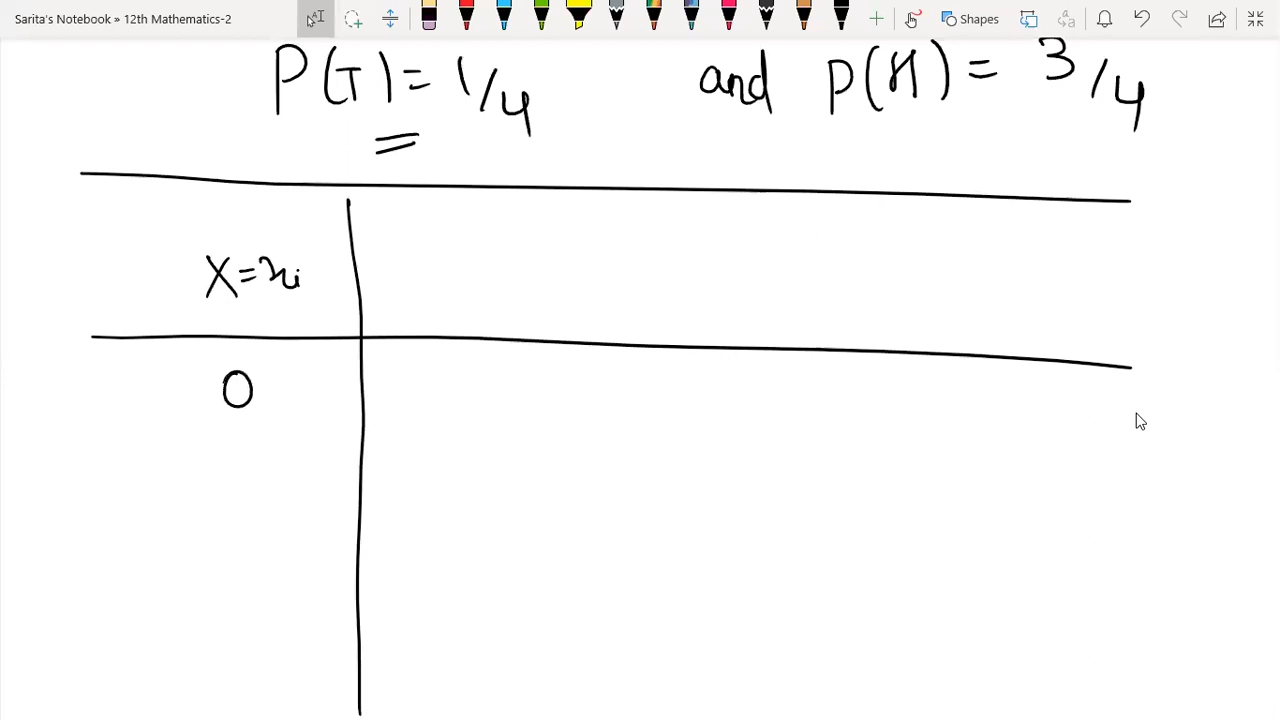 Sarita's Notebook » 12th Mathematics-2
Shapes
P(T) = 1/4 and P(H) = 3/4
X=xi
0